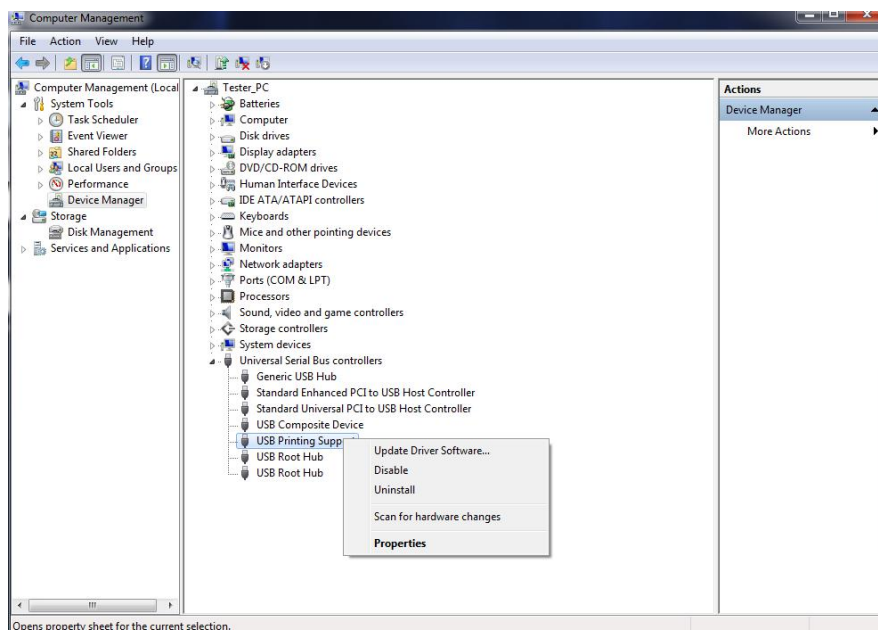 Computer Management
File Action View Help
Computer Management (Local
System Tools
Task Scheduler
Event Viewer
Shared Folders
Local Users and Groups
Performance
Device Manager
Storage
Disk Management
Services and Applications
Tester_PC
Batteries
Computer
Disk drives
Display adapters
DVD/CD-ROM drives
Human Interface Devices
IDE ATA/ATAPI controllers
Keyboards
Mice and other pointing devices
Monitors
Network adapters
Ports (COM & LPT)
Processors
Sound, video and game controllers
Storage controllers
System devices
Universal Serial Bus controllers
Generic USB Hub
Standard Enhanced PCI to USB Host Controller
Standard Universal PCI to USB Host Controller
USB Composite Device
USB Printing Supp
USB Root Hub
USB Root Hub
Update Driver Software...
Disable
Uninstall
Scan for hardware changes
Properties
Actions
Device Manager
More Actions
Opens property sheet for the current selection.